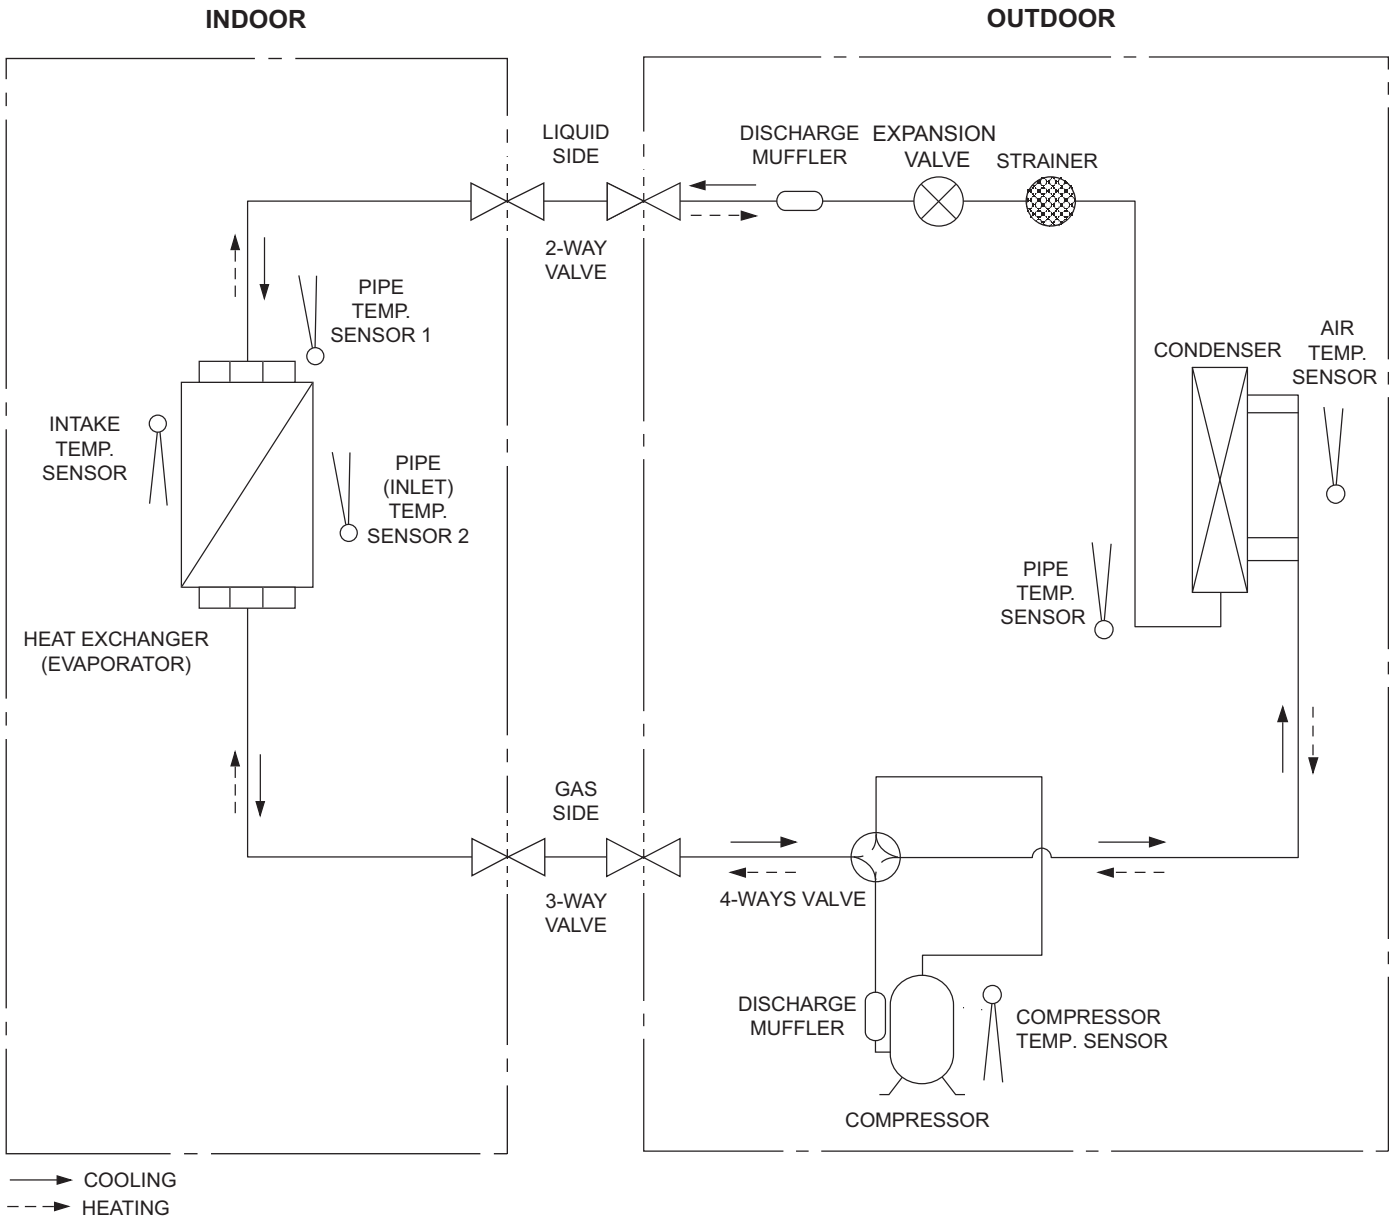 INDOOR
OUTDOOR
LIQUID
SIDE
DISCHARGE
MUFFLER
EXPANSION
VALVE
STRAINER
2-WAY
VALVE
PIPE
TEMP.
SENSOR 1
AIR
TEMP.
SENSOR
CONDENSER
INTAKE
TEMP.
SENSOR
PIPE
(INLET)
TEMP.
SENSOR 2
PIPE
TEMP.
SENSOR
HEAT EXCHANGER
(EVAPORATOR)
GAS
SIDE
3-WAY
VALVE
4-WAYS VALVE
DISCHARGE
MUFFLER
COMPRESSOR
TEMP. SENSOR
COMPRESSOR
COOLING
HEATING